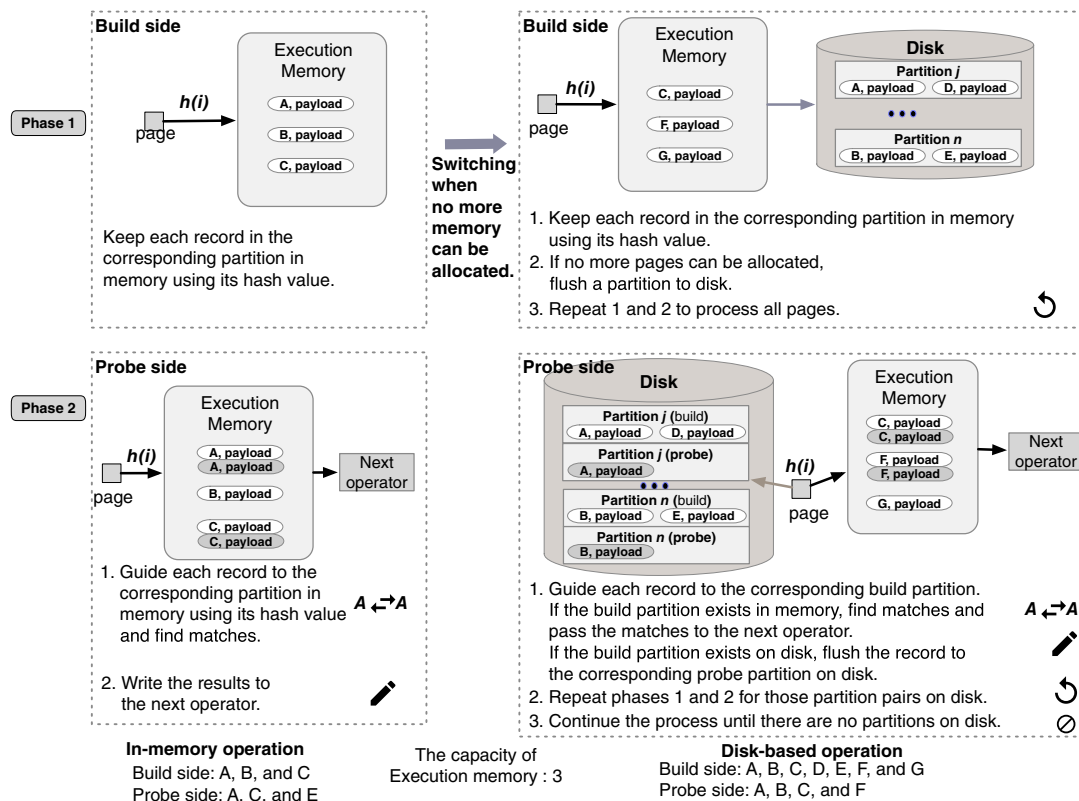 Build side
Execution
Memory
A, payload
B, payload
C, payload
h(i)
page
Phase 1
Keep each record in the
corresponding partition in
memory using its hash value.
Switching
when
no more
memory
can be
allocated.
Build side
Execution
Memory
C, payload
F, payload
G, payload
h(i)
page
Disk
Partition j
A, payload D, payload
Partition n
B, payload E, payload
1. Keep each record in the corresponding partition in memory
using its hash value.
2. If no more pages can be allocated,
flush a partition to disk.
3. Repeat 1 and 2 to process all pages.
Phase 2
Probe side
Execution
Memory
A, payload
A, payload
B, payload
C, payload
C, payload
h(i)
page
Next
operator
1. Guide each record to the
corresponding partition in
memory using its hash value
and find matches.
A A
2. Write the results to
the next operator.
Probe side
Disk
Partition j (build)
A, payload D, payload
Partition j (probe)
A, payload
Partition n (build)
B, payload E, payload
Partition n (probe)
B, payload
h(i)
page
Execution
Memory
C, payload
C, payload
F, payload
F, payload
G, payload
Next
operator
1. Guide each record to the corresponding build partition.
If the build partition exists in memory, find matches and
pass the matches to the next operator.
If the build partition exists on disk, flush the record to
the corresponding probe partition on disk.
A A
2. Repeat phases 1 and 2 for those partition pairs on disk.
3. Continue the process until there are no partitions on disk.
In-memory operation
Build side: A, B, and C
Probe side: A, C, and E
The capacity of
Execution memory : 3
Disk-based operation
Build side: A, B, C, D, E, F, and G
Probe side: A, B, C, and F